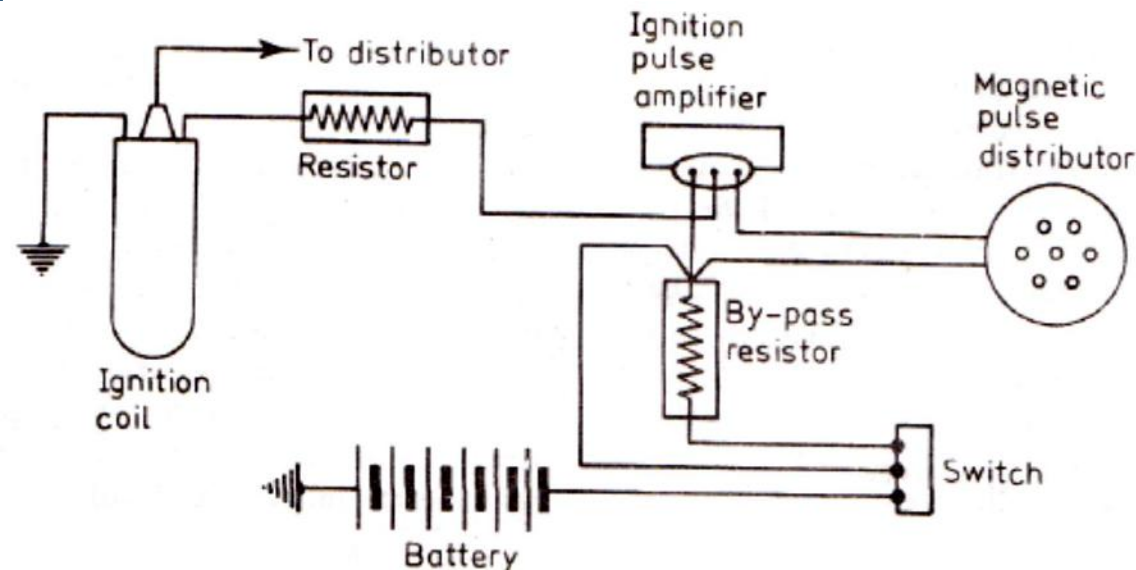 To distributor
Resistor
Ignition
coil
Ignition
pulse
amplifier
Magnetic
pulse
distributor
By-pass
resistor
Switch
Battery